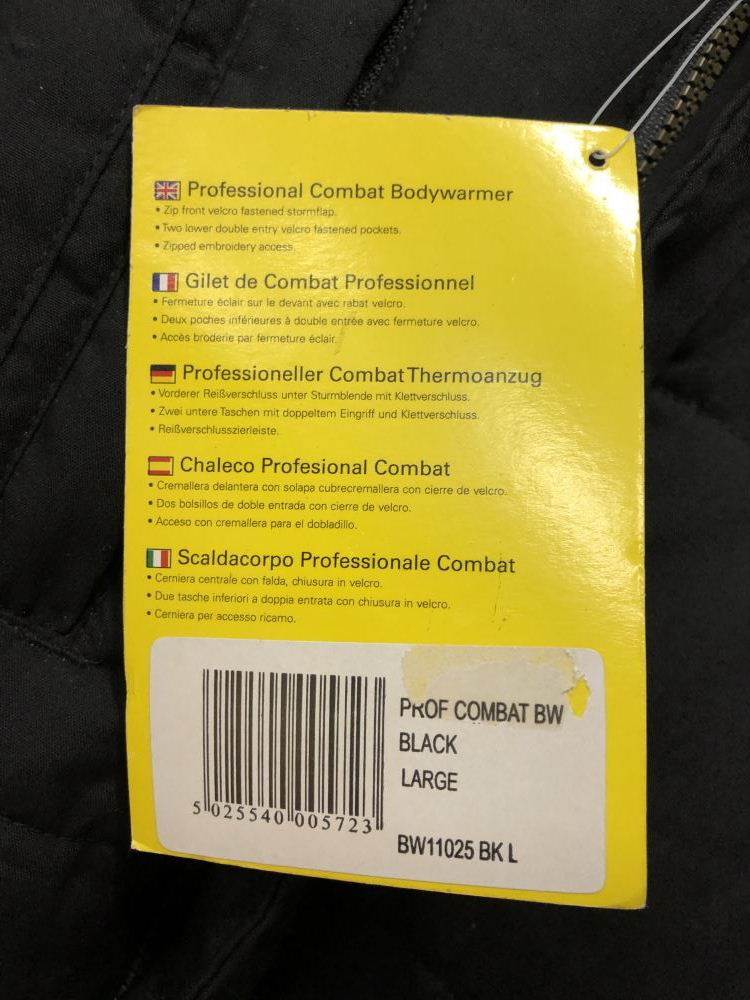 Professional Combat Bodywarmer
• Zip front velcro fastened stormflap.
• Two lower double entry velcro fastened pockets.
• Zipped embroidery access.
Gilet de Combat Professionnel
• Fermeture éclair sur le devant avec rabat velcro.
• Deux poches inférieures à double entrée avec fermeture velcro.
• Accès broderie par fermeture éclair.
Professioneller Combat Thermoanzug
• Vorderer Reißverschluss unter Sturmblende mit Klettverschluss.
• Zwei untere Taschen mit doppeltem Eingriff und Klettverschluss.
• Reißverschlusszierleiste.
Chaleco Profesional Combat
• Cremallera delantera con solapa cubrecremallera con cierre de velcro.
• Dos bolsillos de doble entrada con cierre de velcro.
• Acceso con cremallera para el dobladillo.
Scaldacorpo Professionale Combat
• Cerniera centrale con falda, chiusura in velcro.
• Due tasche inferiori a doppia entrata con chiusura in velcro.
• Cerniera per accesso ricamo.
PROF COMBAT BW
BLACK
LARGE
5 025540 005723
BW11025 BK L